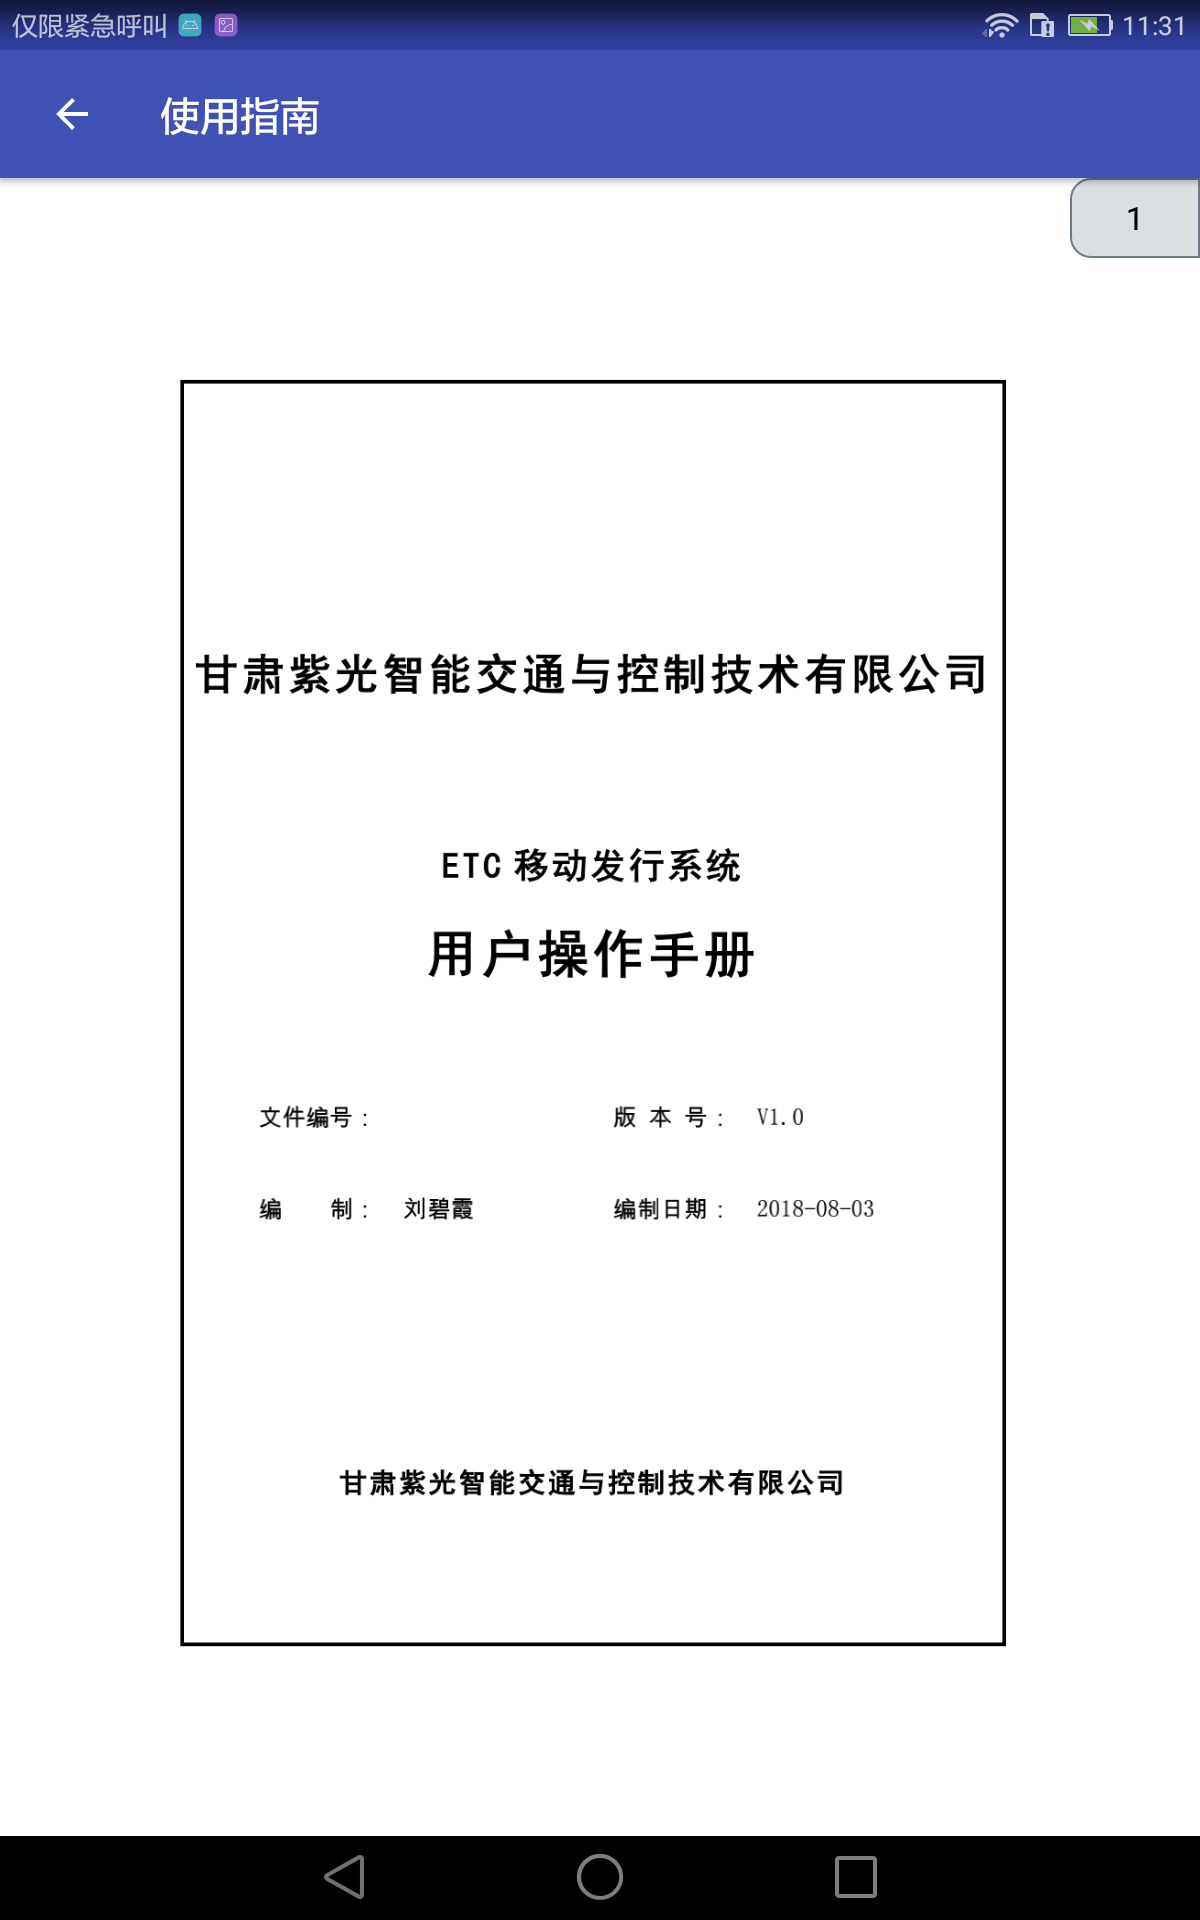 仅限紧急呼叫 11:31
使用指南
1
甘肃紫光智能交通与控制技术有限公司
ETC 移动发行系统
用户操作手册
文件编号： 版 本 号： V1.0
编 制： 刘碧霞 编制日期： 2018-08-03
甘肃紫光智能交通与控制技术有限公司